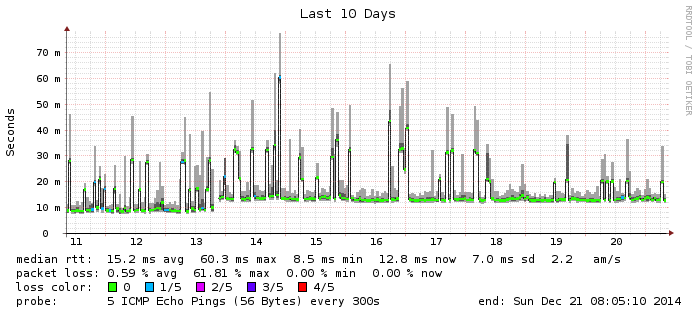 Last 10 Days
RRDTOOL / TOBI OETIKER
Seconds
70 m
60 m
50 m
40 m
30 m
20 m
10 m
0
11 12 13 14 15 16 17 18 19 20
median rtt: 15.2 ms avg 60.3 ms max 8.5 ms min 12.8 ms now 7.0 ms sd 2.2 am/s
packet loss: 0.59 % avg 61.81 % max 0.00 % min 0.00 % now
loss color: 0 1/5 2/5 3/5 4/5
probe: 5 ICMP Echo Pings (56 Bytes) every 300s end: Sun Dec 21 08:05:10 2014